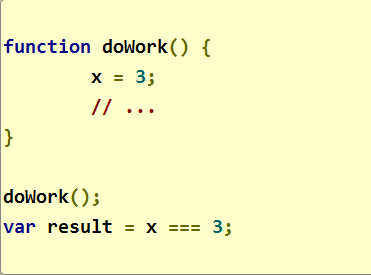 function doWork() {
        x = 3;
        // ...
}

doWork();
var result = x === 3;